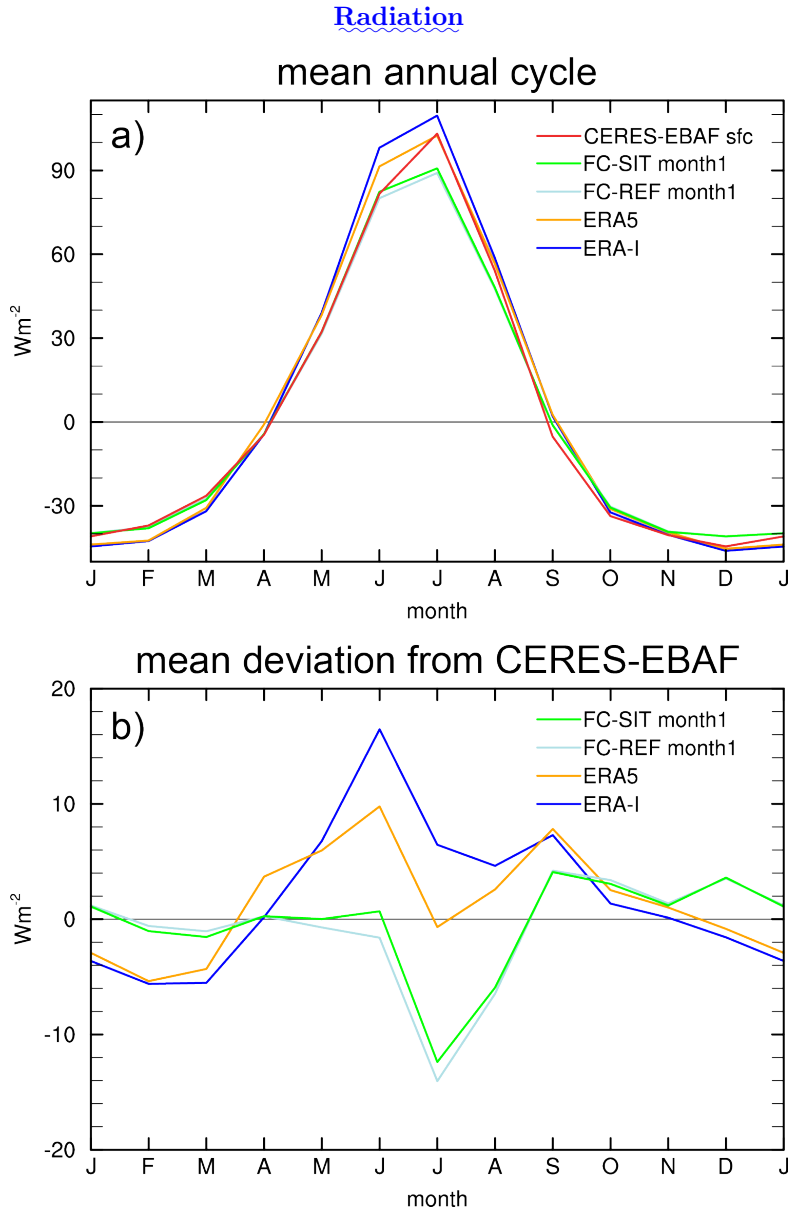 Radiation
mean annual cycle
a)
CERES-EBAF sfc
FC-SIT month1
FC-REF month1
ERA5
ERA-I
90
60
30
0
-30
Wm-2
J F M A M J J A S O N D J
month
mean deviation from CERES-EBAF
b)
FC-SIT month1
FC-REF month1
ERA5
ERA-I
20
10
0
-10
-20
Wm-2
J F M A M J J A S O N D J
month